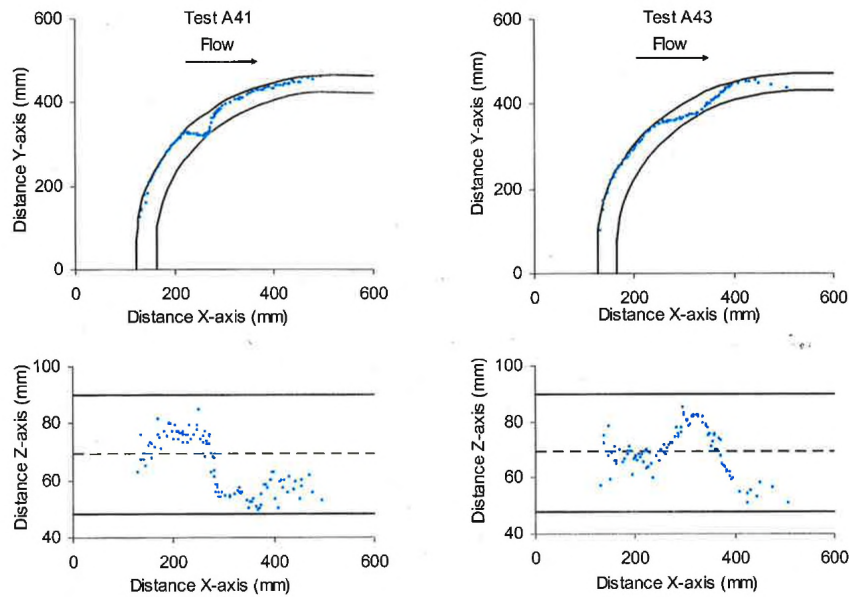 Test A41
Flow
600
400
200
0
Distance Y-axis (mm)
0 200 400 600
Distance X-axis (mm)
Test A43
Flow
600
400
200
0
Distance Y-axis (mm)
0 200 400 600
Distance X-axis (mm)
100
80
60
40
Distance Z-axis (mm)
0 200 400 600
Distance X-axis (mm)
100
80
60
40
Distance Z-axis (mm)
0 200 400 600
Distance X-axis (mm)